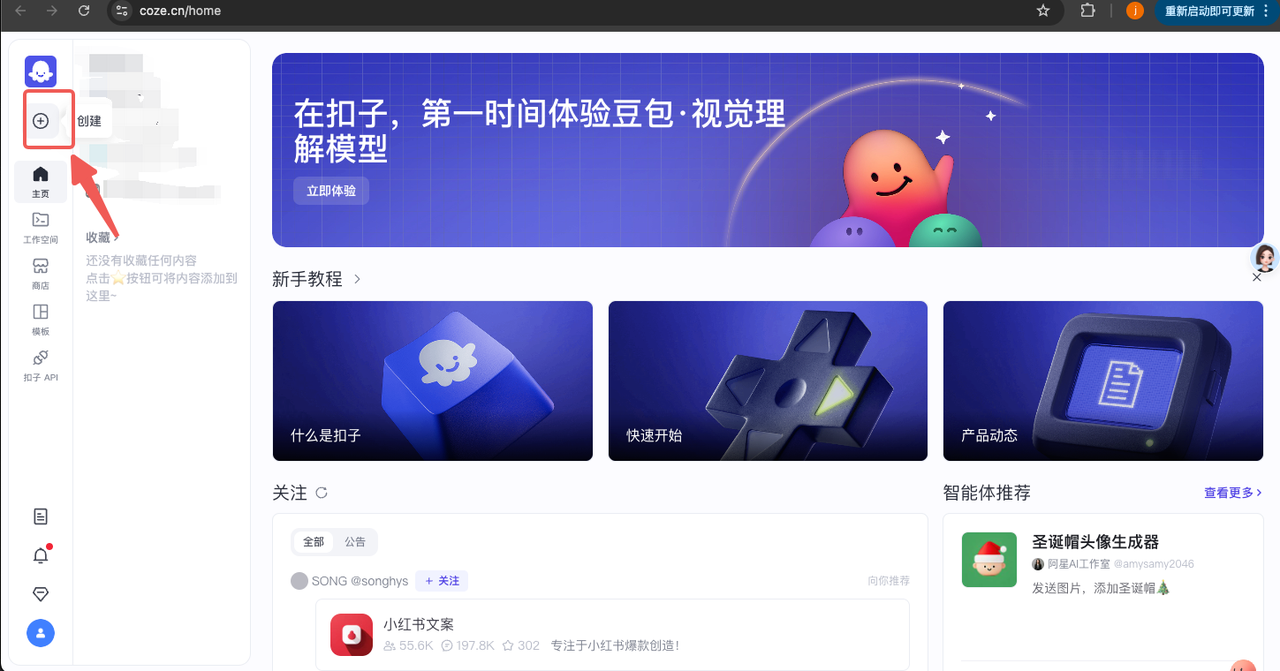 coze.cn/home
j
重新启动即可更新
创建
主页
工作空间
商店
模板
扣子 API
收藏
还没有收藏任何内容
点击⭐按钮可将内容添加到
这里~
在扣子，第一时间体验豆包·视觉理
解模型
立即体验
新手教程
什么是扣子
快速开始
产品动态
关注
全部
公告
SONG @songhys
+ 关注
向你推荐
小红书文案
55.6K
197.8K
302
专注于小红书爆款创造！
智能体推荐
查看更多
圣诞帽头像生成器
阿星AI工作室 @amysamy2046
发送图片，添加圣诞帽🎄